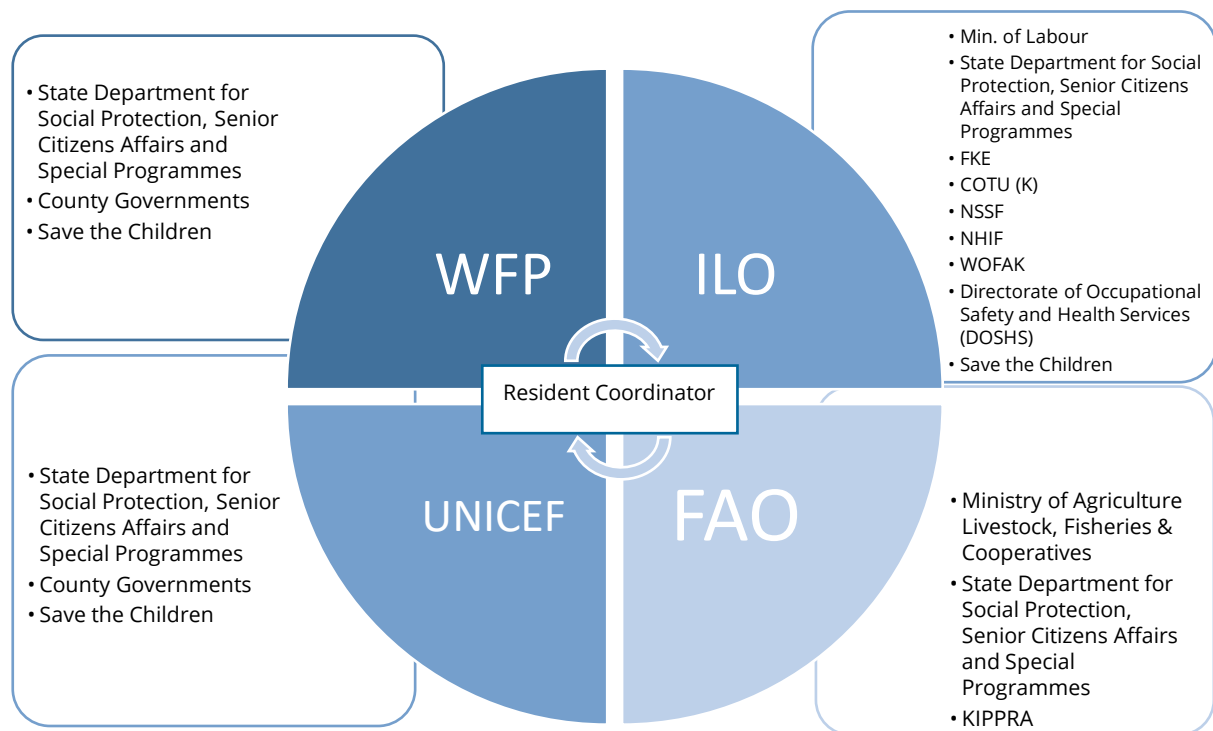 • State Department for
Social Protection, Senior
Citizens Affairs and
Special Programmes
• County Governments
• Save the Children
• Min. of Labour
• State Department for Social
Protection, Senior Citizens
Affairs and Special
Programmes
• FKE
• COTU (K)
• NSSF
• NHIF
• WOFAK
• Directorate of Occupational
Safety and Health Services
(DOSHS)
• Save the Children
WFP
ILO
Resident Coordinator
UNICEF
FAO
• State Department for
Social Protection, Senior
Citizens Affairs and
Special Programmes
• County Governments
• Save the Children
• Ministry of Agriculture
Livestock, Fisheries &
Cooperatives
• State Department for
Social Protection,
Senior Citizens Affairs
and Special
Programmes
• KIPPRA